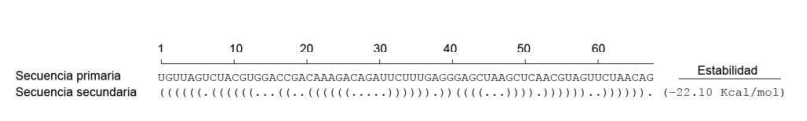 1 10 20 30 40 50 60
Estabilidad
Secuencia primaria UGUUAGUCUACGUGGACCGACAAAGACAGAUUCUUUGAGGGAGCUAAGCUCAACGUAGUUCUAACAG
Secuencia secundaria ((((((.((((((...((..((((((.....)))))).))((((...)))).))))))..)))))). (-22.10 Kcal/mol)